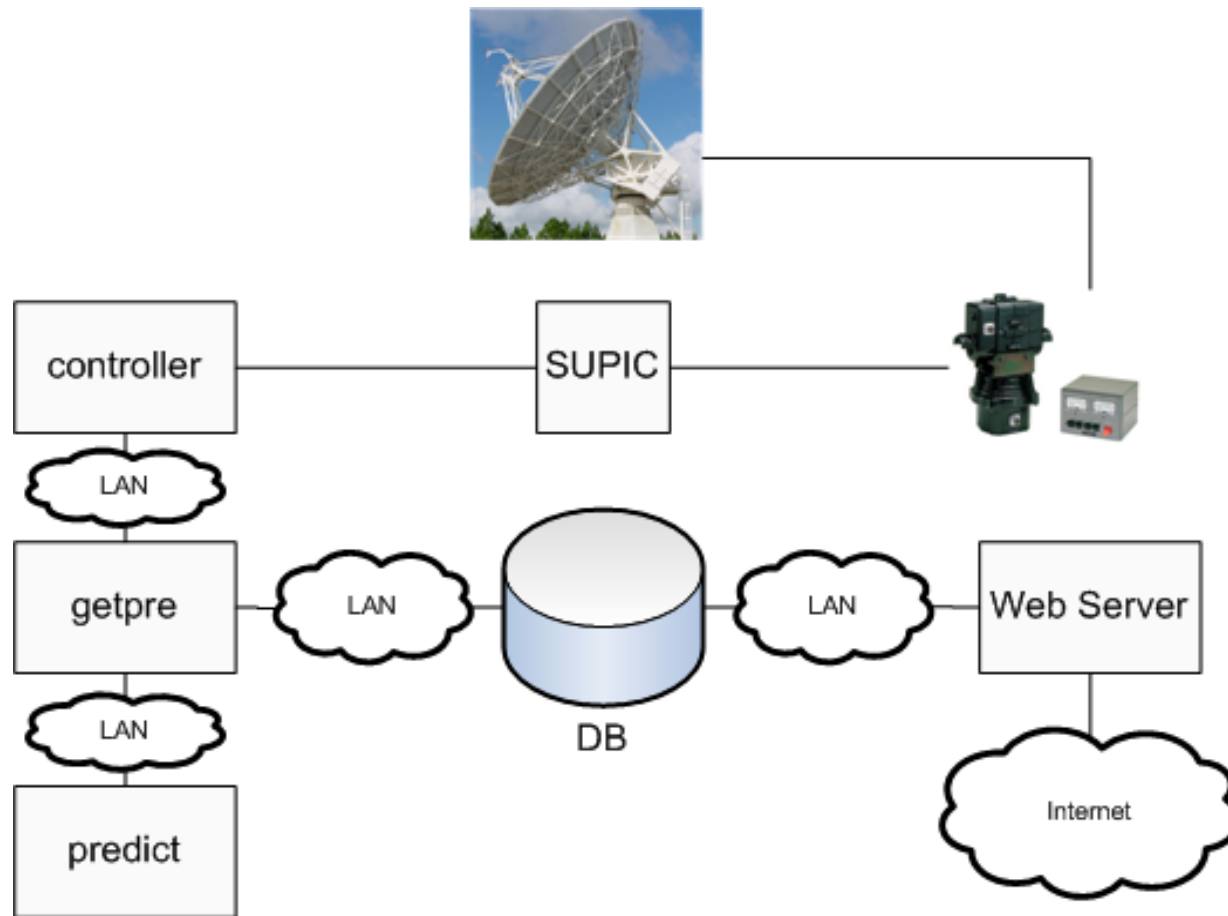 controller
SUPIC
LAN
getpre
LAN
LAN
Web Server
LAN
DB
Internet
predict